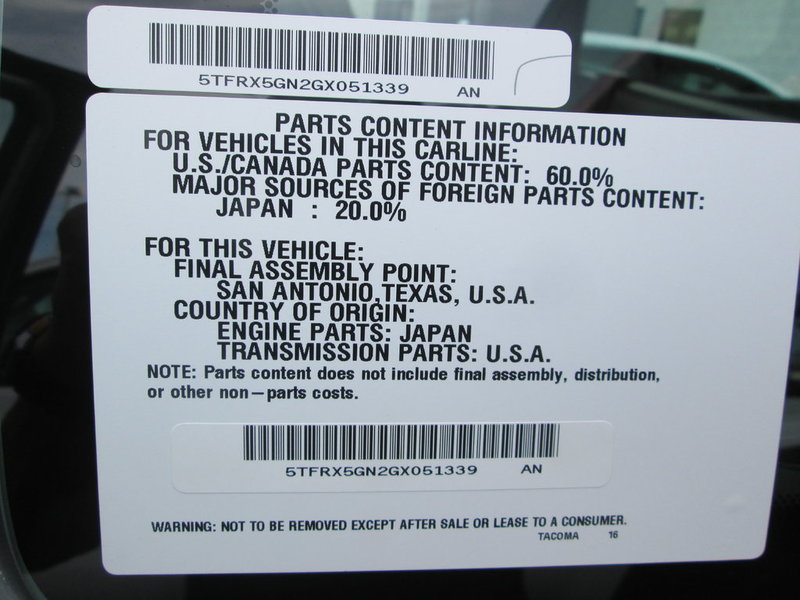 5TFRX5GN2GX051339 AN
PARTS CONTENT INFORMATION
FOR VEHICLES IN THIS CARLINE:
U.S./CANADA PARTS CONTENT: 60.0%
MAJOR SOURCES OF FOREIGN PARTS CONTENT:
JAPAN : 20.0%
FOR THIS VEHICLE:
FINAL ASSEMBLY POINT:
SAN ANTONIO,TEXAS, U.S.A.
COUNTRY OF ORIGIN:
ENGINE PARTS: JAPAN
TRANSMISSION PARTS: U.S.A.
NOTE: Parts content does not include final assembly, distribution,
or other non—parts costs.
5TFRX5GN2GX051339 AN
WARNING: NOT TO BE REMOVED EXCEPT AFTER SALE OR LEASE TO A CONSUMER.
TACOMA 16